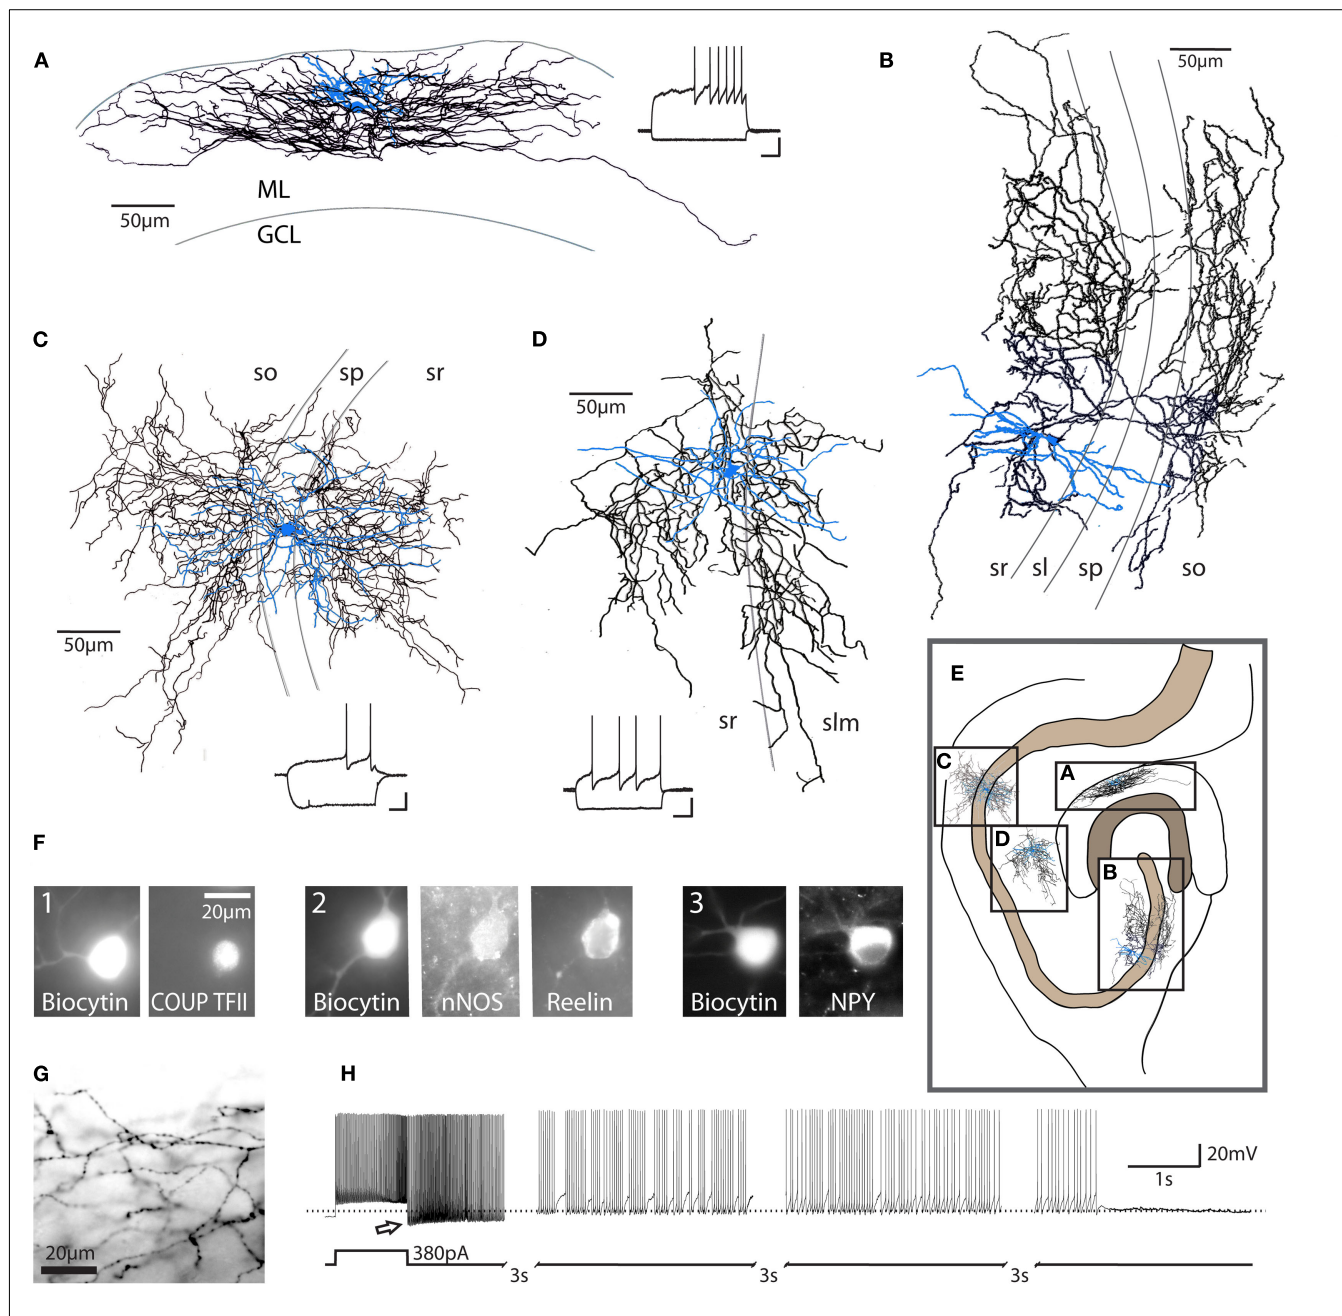 A
50µm
ML
GCL
B
50µm
sr sl sp so
C
so sp sr
50µm
D
50µm
sr slm
E
C
A
D
B
F
1
Biocytin
20µm
COUP TFII
2
Biocytin
nNOS
Reelin
3
Biocytin
NPY
G
20µm
H
20mV
1s
380pA
3s 3s 3s